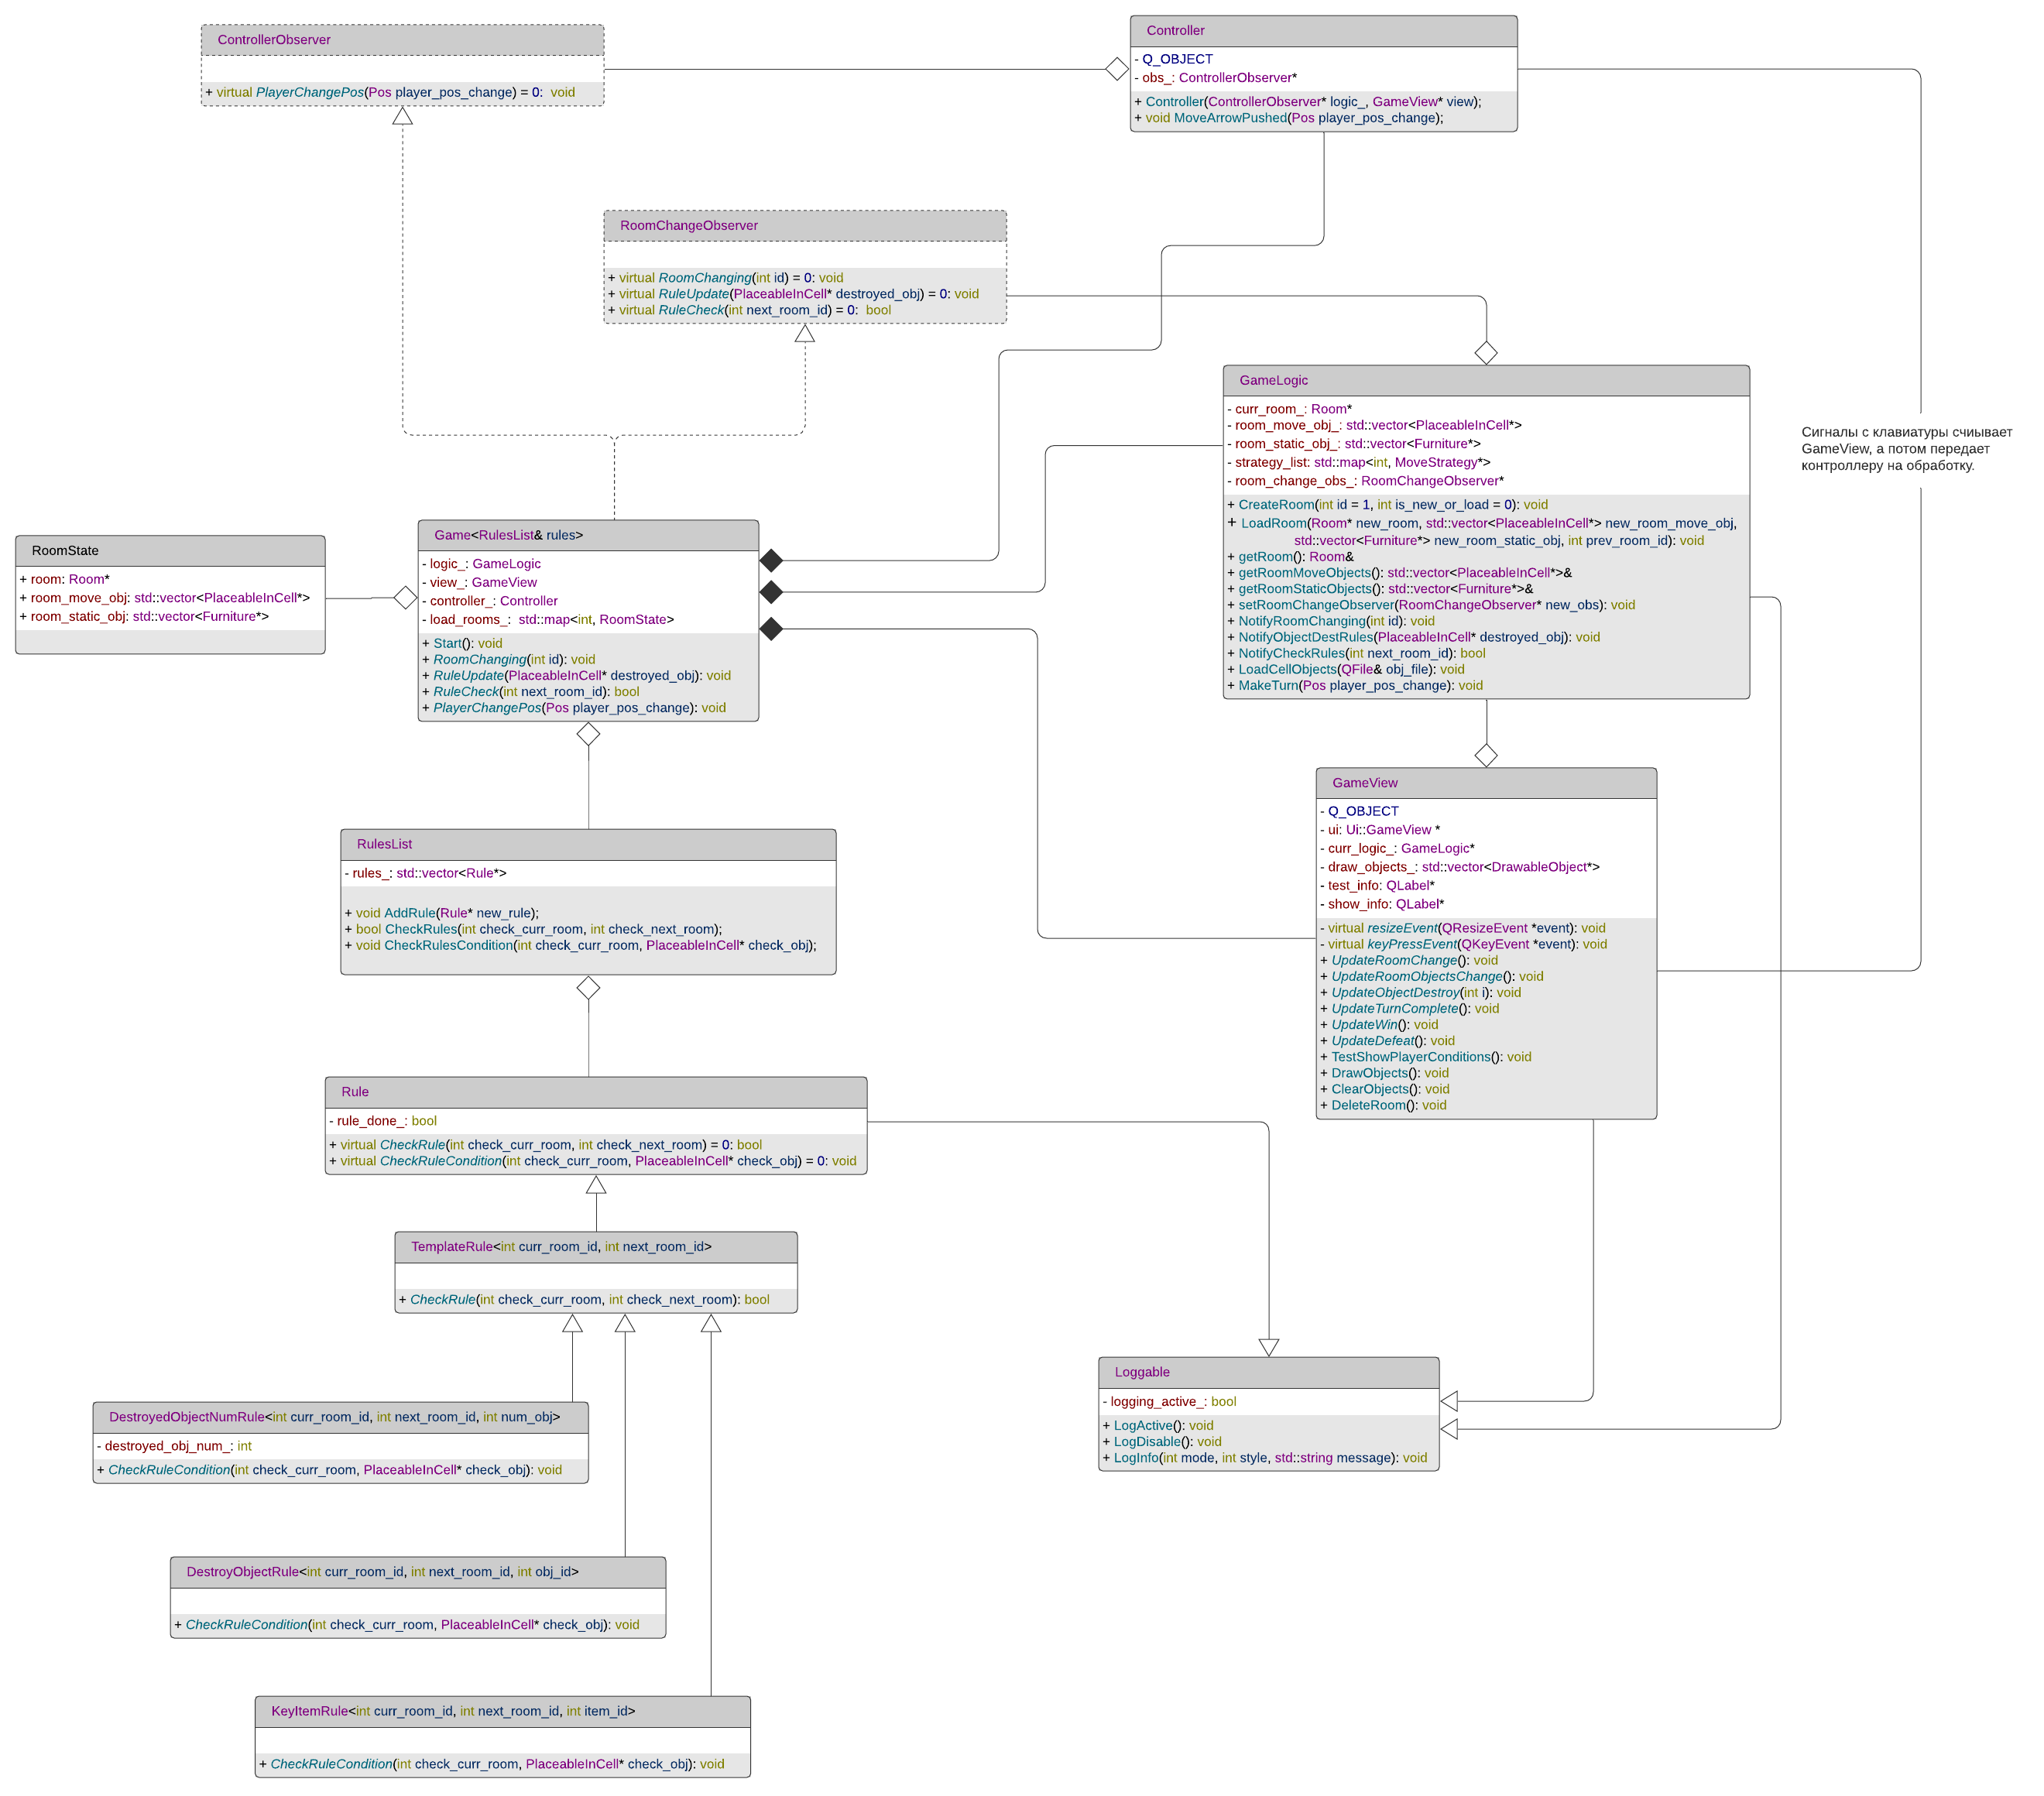 ControllerObserver
+ virtual PlayerChangePos(Pos player_pos_change) = 0:  void
Controller
- Q_OBJECT
- obs_: ControllerObserver*
+ Controller(ControllerObserver* logic_, GameView* view);
+ void MoveArrowPushed(Pos player_pos_change);
RoomChangeObserver
+ virtual RoomChanging(int id) = 0: void
+ virtual RuleUpdate(PlaceableInCell* destroyed_obj) = 0: void
+ virtual RuleCheck(int next_room_id) = 0:  bool
GameLogic
- curr_room_: Room*
- room_move_obj_: std::vector<PlaceableInCell*>
- room_static_obj_: std::vector<Furniture*>
- strategy_list: std::map<int, MoveStrategy*>
- room_change_obs_: RoomChangeObserver*
+ CreateRoom(int id = 1, int is_new_or_load = 0): void
+ LoadRoom(Room* new_room, std::vector<PlaceableInCell*> new_room_move_obj,
std::vector<Furniture*> new_room_static_obj, int prev_room_id): void
+ getRoom(): Room&
+ getRoomMoveObjects(): std::vector<PlaceableInCell*>&
+ getRoomStaticObjects(): std::vector<Furniture*>&
+ setRoomChangeObserver(RoomChangeObserver* new_obs): void
+ NotifyRoomChanging(int id): void
+ NotifyObjectDestRules(PlaceableInCell* destroyed_obj): void
+ NotifyCheckRules(int next_room_id): bool
+ LoadCellObjects(QFile& obj_file): void
+ MakeTurn(Pos player_pos_change): void
Сигналы с клавиатуры счиывает
GameView, а потом передает
контроллеру на обработку.
RoomState
+ room: Room*
+ room_move_obj: std::vector<PlaceableInCell*>
+ room_static_obj: std::vector<Furniture*>
Game<RulesList& rules>
- logic_: GameLogic
- view_: GameView
- controller_: Controller
- load_rooms_:  std::map<int, RoomState>
+ Start(): void
+ RoomChanging(int id): void
+ RuleUpdate(PlaceableInCell* destroyed_obj): void
+ RuleCheck(int next_room_id): bool
+ PlayerChangePos(Pos player_pos_change): void
GameView
- Q_OBJECT
- ui: Ui::GameView *
- curr_logic_: GameLogic*
- draw_objects_: std::vector<DrawableObject*>
- test_info: QLabel*
- show_info: QLabel*
- virtual resizeEvent(QResizeEvent *event): void
- virtual keyPressEvent(QKeyEvent *event): void
+ UpdateRoomChange(): void
+ UpdateRoomObjectsChange(): void
+ UpdateObjectDestroy(int i): void
+ UpdateTurnComplete(): void
+ UpdateWin(): void
+ UpdateDefeat(): void
+ TestShowPlayerConditions(): void
+ DrawObjects(): void
+ ClearObjects(): void
+ DeleteRoom(): void
RulesList
- rules_: std::vector<Rule*>
+ void AddRule(Rule* new_rule);
+ bool CheckRules(int check_curr_room, int check_next_room);
+ void CheckRulesCondition(int check_curr_room, PlaceableInCell* check_obj);
Rule
- rule_done_: bool
+ virtual CheckRule(int check_curr_room, int check_next_room) = 0: bool
+ virtual CheckRuleCondition(int check_curr_room, PlaceableInCell* check_obj) = 0: void
TemplateRule<int curr_room_id, int next_room_id>
+ CheckRule(int check_curr_room, int check_next_room): bool
Loggable
- logging_active_: bool
+ LogActive(): void
+ LogDisable(): void
+ LogInfo(int mode, int style, std::string message): void
DestroyedObjectNumRule<int curr_room_id, int next_room_id, int num_obj>
- destroyed_obj_num_: int
+ CheckRuleCondition(int check_curr_room, PlaceableInCell* check_obj): void
DestroyObjectRule<int curr_room_id, int next_room_id, int obj_id>
+ CheckRuleCondition(int check_curr_room, PlaceableInCell* check_obj): void
KeyItemRule<int curr_room_id, int next_room_id, int item_id>
+ CheckRuleCondition(int check_curr_room, PlaceableInCell* check_obj): void